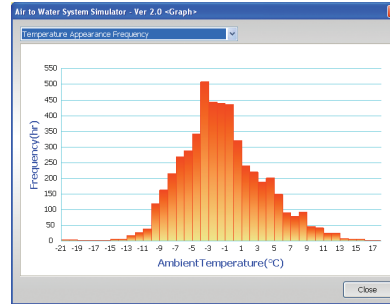 Air to Water System Simulator - Ver 2.0 <Graph>
Temperature Appearance Frequency
550
500
450
400
350
300
250
200
150
100
50
0
Frequency(hr)
-21 -19 -17 -15 -13 -11 -9 -7 -5 -3 -1 1 3 5 7 9 11 13 15 17
AmbientTemperature(°C)
Close